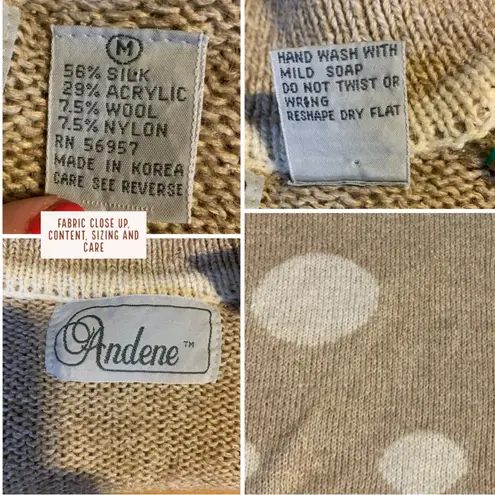 M
56% SILK
29% ACRYLIC
7.5% WOOL
7.5% NYLON
RN 56957
MADE IN KOREA
CARE SEE REVERSE
HAND WASH WITH
MILD SOAP
DO NOT TWIST OR
WRING
RESHAPE DRY FLAT
FABRIC CLOSE UP,
CONTENT, SIZING AND
CARE
Andene ™